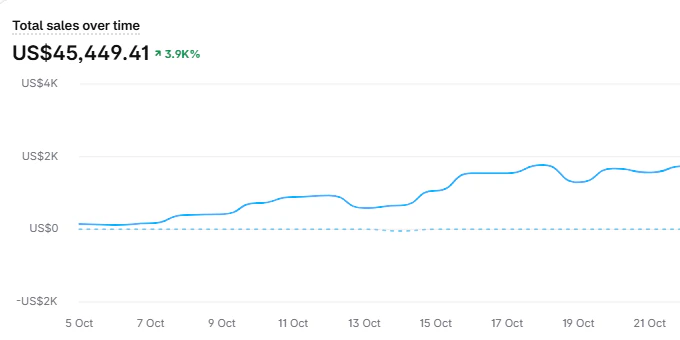 Total sales over time
US$45,449.41 ↗ 3.9K%
US$4K
US$2K
US$0
-US$2K
5 Oct 7 Oct 9 Oct 11 Oct 13 Oct 15 Oct 17 Oct 19 Oct 21 Oct